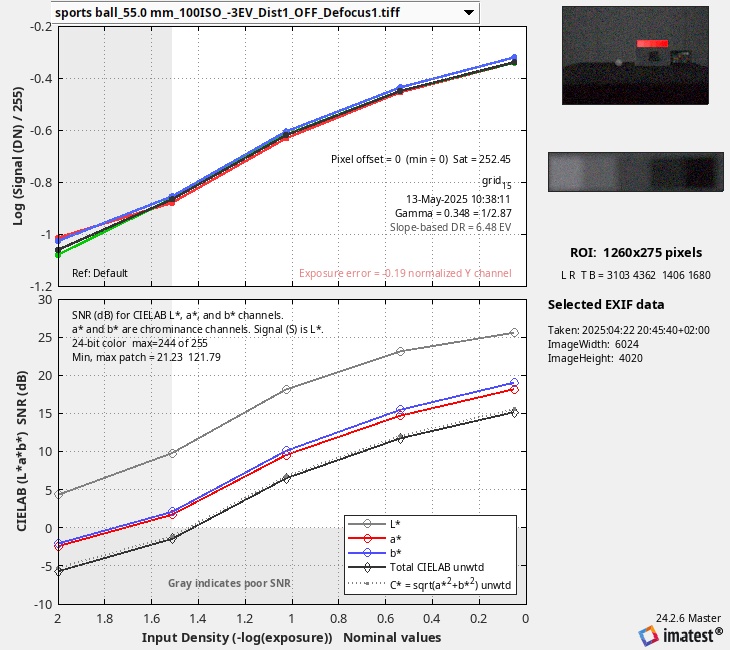 sports ball_55.0 mm_100ISO_-3EV_Dist1_OFF_Defocus1.tiff
Log (Signal (DN) / 255)
-0.2
-0.4
-0.6
-0.8
-1
-1.2
Pixel offset = 0 (min = 0) Sat = 252.45
grid_15
13-May-2025 10:38:11
Gamma = 0.348 = 1/2.87
Slope-based DR = 6.48 EV
Ref: Default
Exposure error = -0.19 normalized Y channel
CIELAB (L*a*b*) SNR (dB)
30
25
20
15
10
5
0
-5
-10
SNR (dB) for CIELAB L*, a*, and b* channels.
a* and b* are chrominance channels. Signal (S) is L*.
24-bit color max=244 of 255
Min, max patch = 21.23 121.79
L*
a*
b*
Total CIELAB unwtd
C* = sqrt(a*²+b*²) unwtd
Gray indicates poor SNR
2 1.8 1.6 1.4 1.2 1 0.8 0.6 0.4 0.2 0
Input Density (-log(exposure)) Nominal values
ROI: 1260x275 pixels
L R T B = 3103 4362 1406 1680
Selected EXIF data
Taken: 2025:04:22 20:45:40+02:00
ImageWidth: 6024
ImageHeight: 4020
24.2.6 Master
imatest®